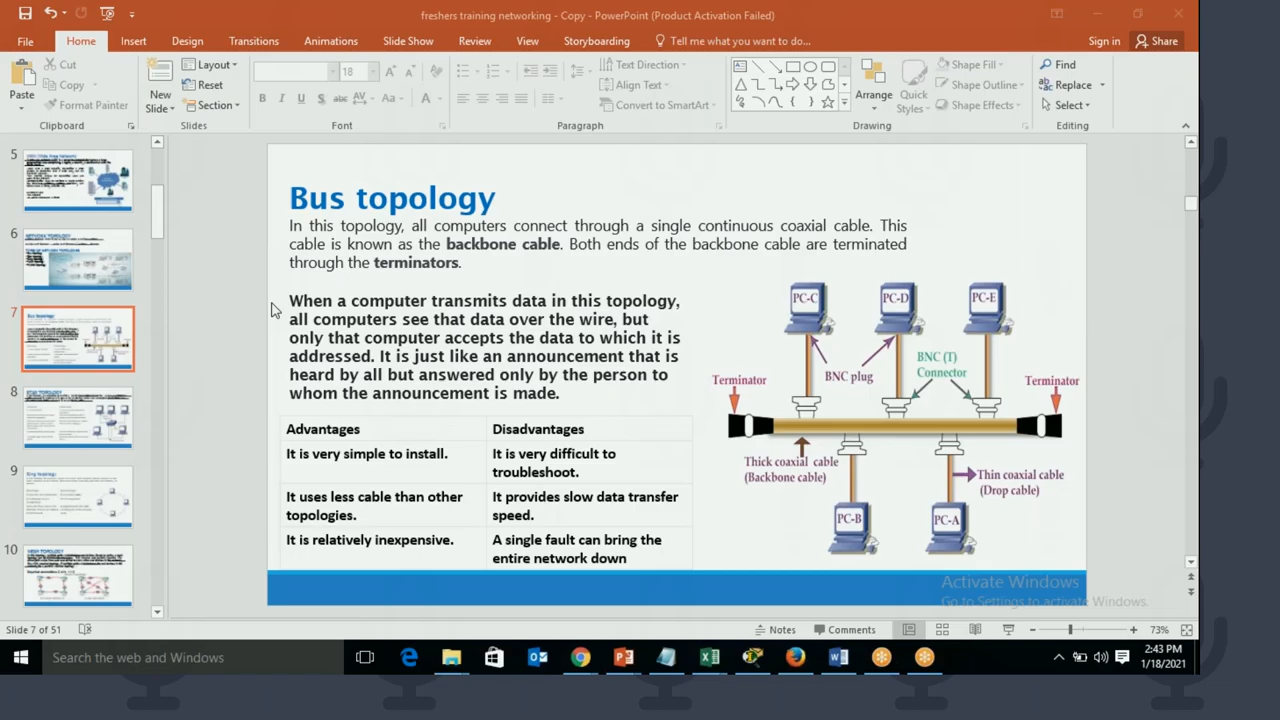 freshers training networking - Copy - PowerPoint (Product Activation Failed)
File Home Insert Design Transitions Animations Slide Show Review View Storyboarding Tell me what you want to do... Sign in Share
Cut
Copy
Format Painter
Paste
Clipboard
New
Slide
Layout
Reset
Section
Slides
18
Font
Text Direction
Align Text
Convert to SmartArt
Paragraph
Arrange
Quick
Styles
Shape Fill
Shape Outline
Shape Effects
Drawing
Find
Replace
Select
Editing
5
6
7
Bus topology
8
9
Ring topology
10
Bus topology
In this topology, all computers connect through a single continuous coaxial cable. This
cable is known as the backbone cable. Both ends of the backbone cable are terminated
through the terminators.
When a computer transmits data in this topology,
all computers see that data over the wire, but
only that computer accepts the data to which it is
addressed. It is just like an announcement that is
heard by all but answered only by the person to
whom the announcement is made.
Advantages Disadvantages
It is very simple to install. It is very difficult to
troubleshoot.
It uses less cable than other It provides slow data transfer
topologies. speed.
It is relatively inexpensive. A single fault can bring the
entire network down
PC-C PC-D PC-E
BNC plug
BNC (T)
Connector
Terminator
Terminator
Thick coaxial cable
(Backbone cable)
Thin coaxial cable
(Drop cable)
PC-B PC-A
Activate Windows
Go to Settings to activate Windows.
Slide 7 of 51 Notes Comments 73%
Search the web and Windows
2:43 PM
1/18/2021